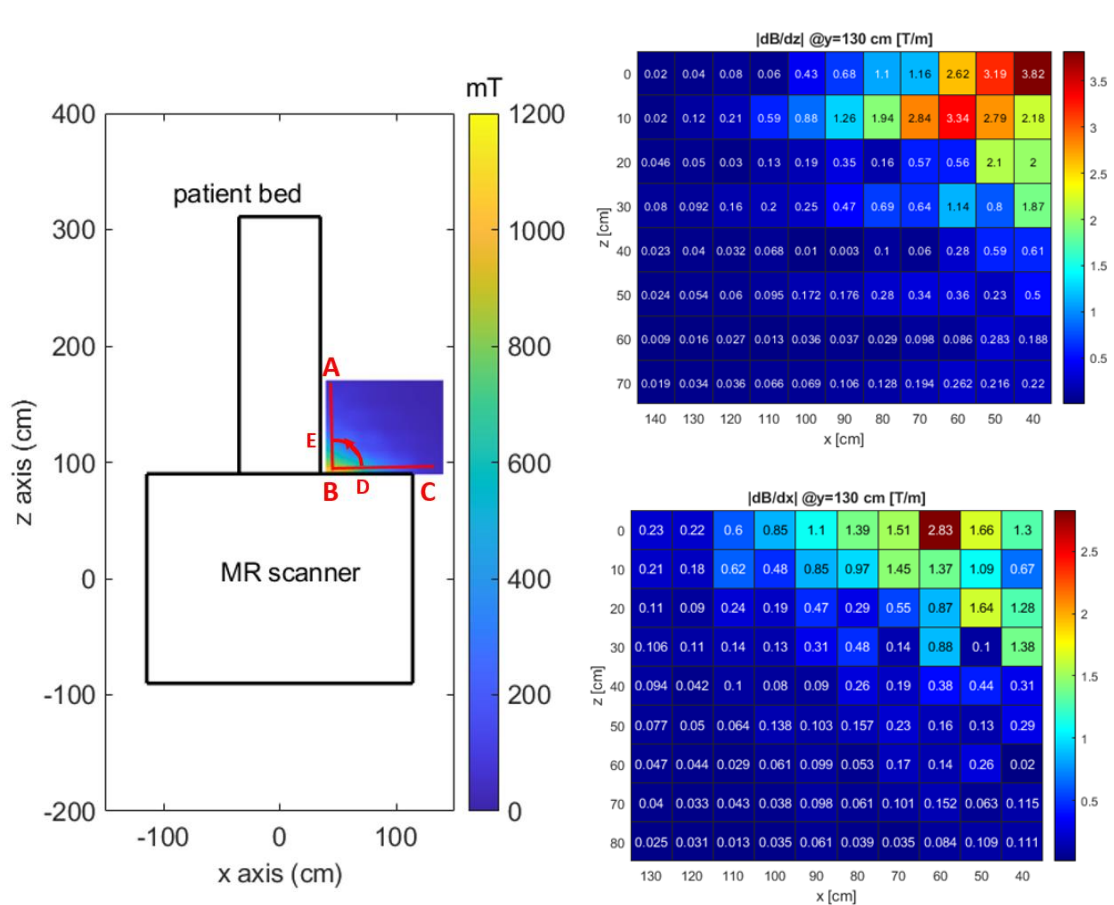 mT
400
300
200
100
0
-100
-200
z axis (cm)
-100
0
100
x axis (cm)
patient bed
MR scanner
A
E
B
D
C
1200
1000
800
600
400
200
0
|dB/dz| @y=130 cm [T/m]
0 0.02 0.04 0.08 0.06 0.43 0.68 1.1 1.16 2.62 3.19 3.82
10 0.02 0.12 0.21 0.59 0.88 1.26 1.94 2.84 3.34 2.79 2.18
20 0.046 0.05 0.03 0.13 0.19 0.35 0.16 0.57 0.56 2.1 2
30 0.08 0.092 0.16 0.2 0.25 0.47 0.69 0.64 1.14 0.8 1.87
40 0.023 0.04 0.032 0.068 0.01 0.003 0.1 0.06 0.28 0.59 0.61
50 0.024 0.054 0.06 0.095 0.172 0.176 0.28 0.34 0.36 0.23 0.5
60 0.009 0.016 0.027 0.013 0.036 0.037 0.029 0.098 0.086 0.283 0.188
70 0.019 0.034 0.036 0.066 0.069 0.106 0.128 0.194 0.262 0.216 0.22
140 130 120 110 100 90 80 70 60 50 40
x [cm]
z [cm]
3.5
3
2.5
2
1.5
1
0.5
|dB/dx| @y=130 cm [T/m]
0 0.23 0.22 0.6 0.85 1.1 1.39 1.51 2.83 1.66 1.3
10 0.21 0.18 0.62 0.48 0.85 0.97 1.45 1.37 1.09 0.67
20 0.11 0.09 0.24 0.19 0.47 0.29 0.55 0.87 1.64 1.28
30 0.106 0.11 0.14 0.13 0.31 0.48 0.14 0.88 0.1 1.38
40 0.094 0.042 0.1 0.08 0.09 0.26 0.19 0.38 0.44 0.31
50 0.077 0.05 0.064 0.138 0.103 0.157 0.23 0.16 0.13 0.29
60 0.047 0.044 0.029 0.061 0.099 0.053 0.17 0.14 0.26 0.02
70 0.04 0.033 0.043 0.038 0.098 0.061 0.101 0.152 0.063 0.115
80 0.025 0.031 0.013 0.035 0.061 0.039 0.035 0.084 0.109 0.111
130 120 110 100 90 80 70 60 50 40
x [cm]
z [cm]
2.5
2
1.5
1
0.5